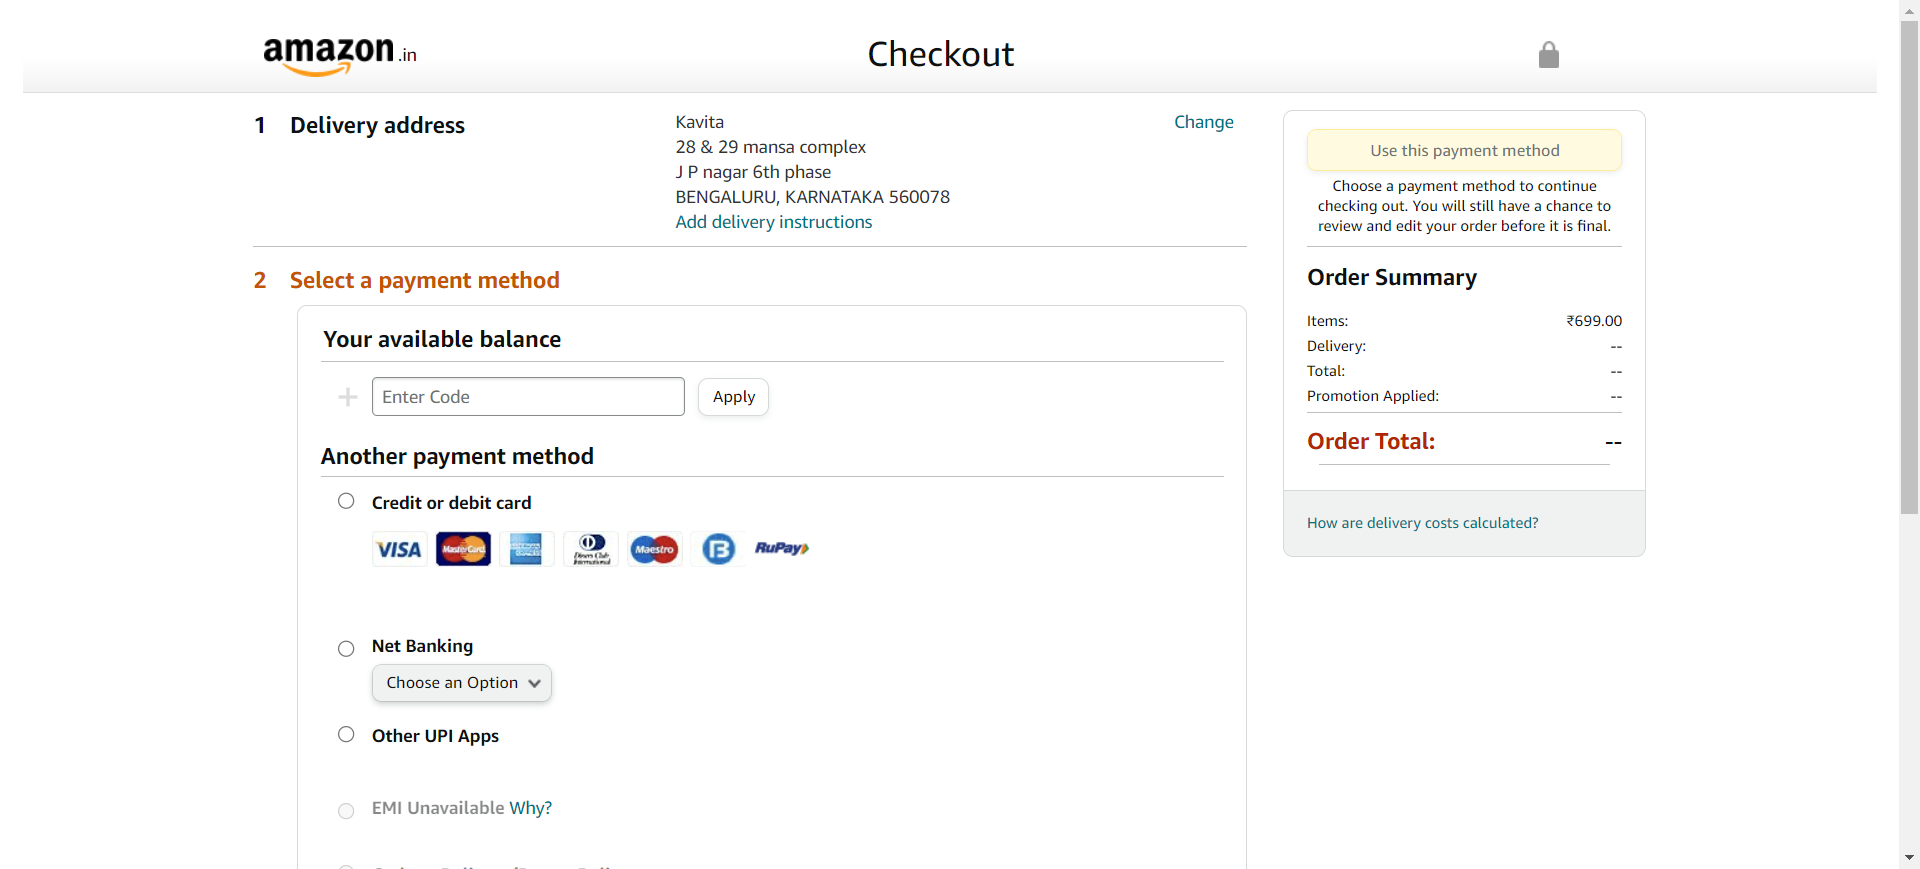 amazon.in
Checkout
1 Delivery address
Kavita
28 & 29 mansa complex
J P nagar 6th phase
BENGALURU, KARNATAKA 560078
Add delivery instructions
Change
2 Select a payment method
Your available balance
Enter Code
Apply
Another payment method
Credit or debit card
VISA MasterCard Diners Club International Maestro B RuPay
Net Banking
Choose an Option
Other UPI Apps
EMI Unavailable Why?
Use this payment method
Choose a payment method to continue
checking out. You will still have a chance to
review and edit your order before it is final.
Order Summary
Items: ₹699.00
Delivery: --
Total: --
Promotion Applied: --
Order Total: --
How are delivery costs calculated?